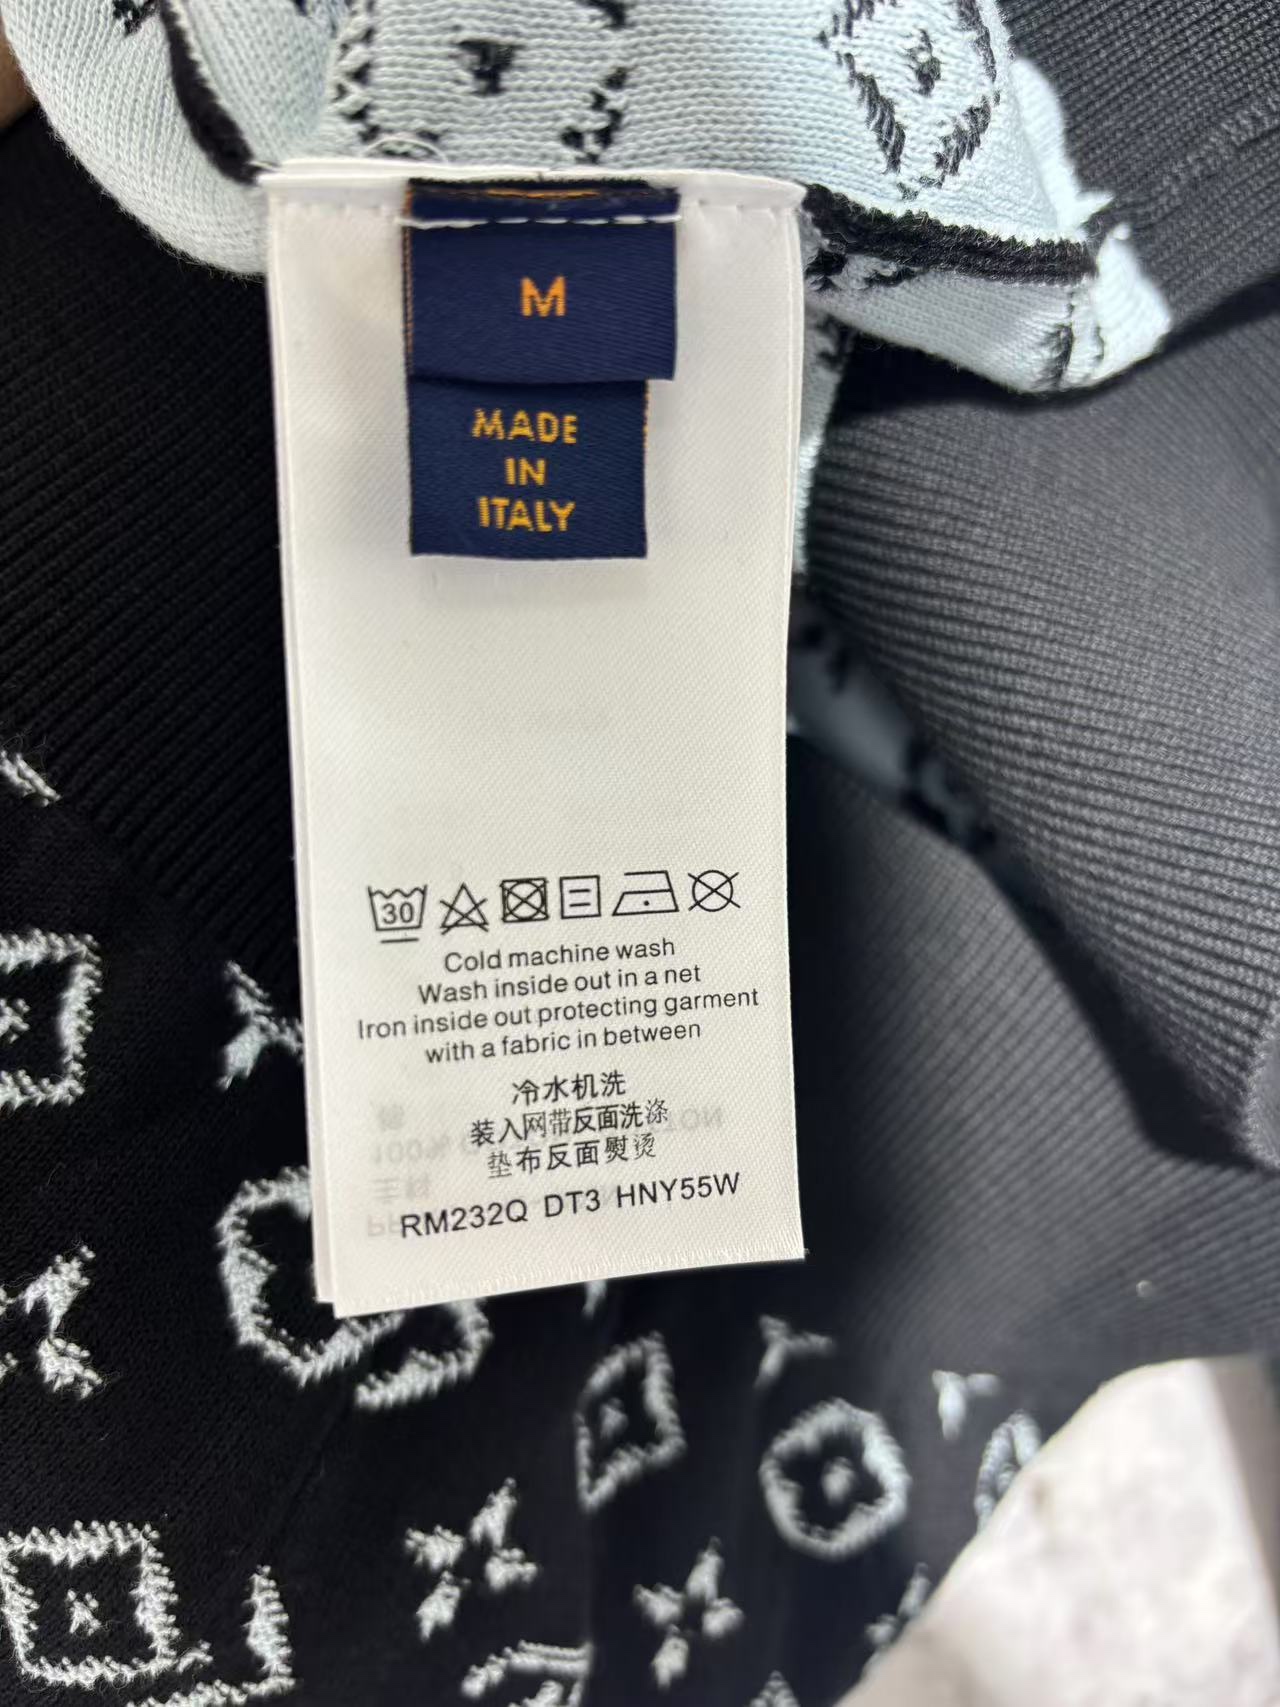 M
MADE
IN
ITALY
30
Cold machine wash
Wash inside out in a net
Iron inside out protecting garment
with a fabric in between
冷水机洗
装入网带反面洗涤
垫布反面熨烫
RM232Q DT3 HNY55W